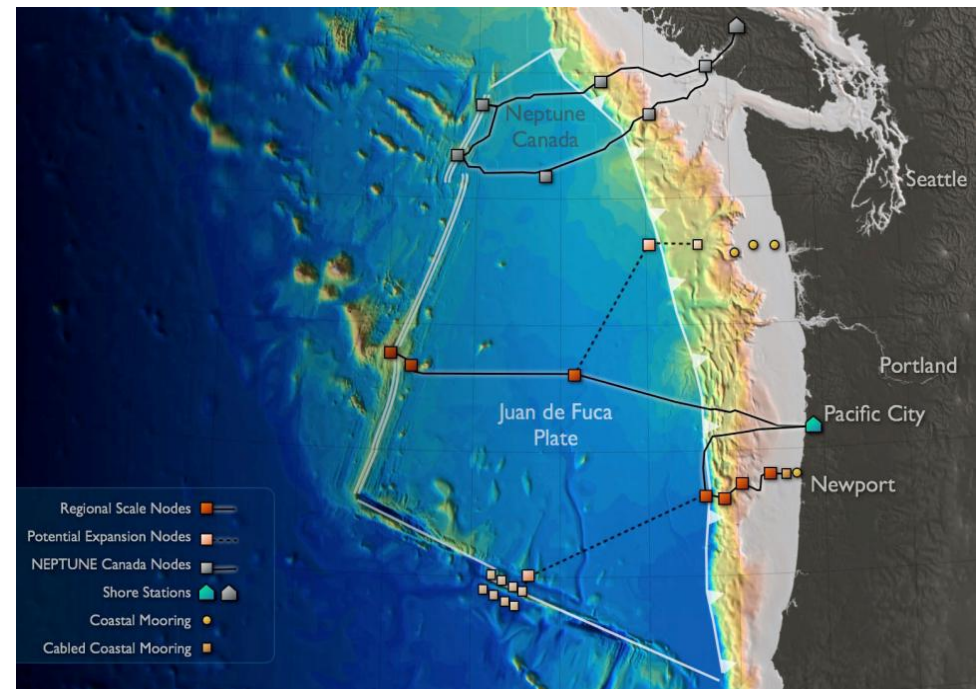 Neptune
Canada
Seattle
Portland
Juan de Fuca
Plate
Pacific City
Newport
Regional Scale Nodes
Potential Expansion Nodes
NEPTUNE Canada Nodes
Shore Stations
Coastal Mooring
Cabled Coastal Mooring